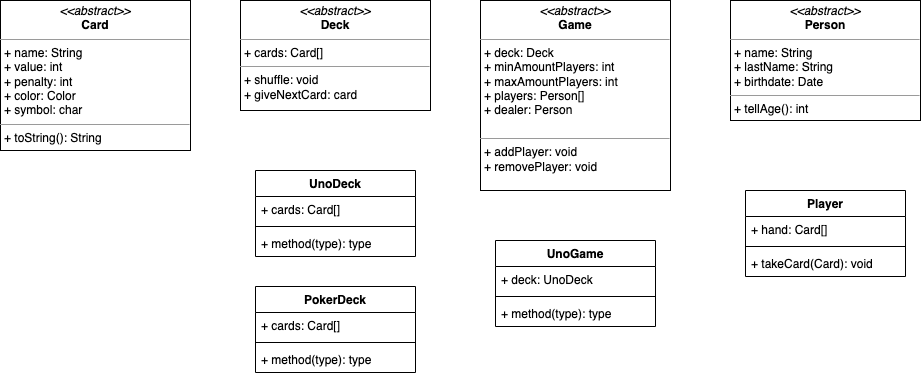 <<abstract>>
Card
+ name: String
+ value: int
+ penalty: int
+ color: Color
+ symbol: char
+ toString(): String
<<abstract>>
Deck
+ cards: Card[]
+ shuffle: void
+ giveNextCard: card
<<abstract>>
Game
+ deck: Deck
+ minAmountPlayers: int
+ maxAmountPlayers: int
+ players: Person[]
+ dealer: Person
+ addPlayer: void
+ removePlayer: void
<<abstract>>
Person
+ name: String
+ lastName: String
+ birthdate: Date
+ tellAge(): int
UnoDeck
+ cards: Card[]
+ method(type): type
PokerDeck
+ cards: Card[]
+ method(type): type
UnoGame
+ deck: UnoDeck
+ method(type): type
Player
+ hand: Card[]
+ takeCard(Card): void